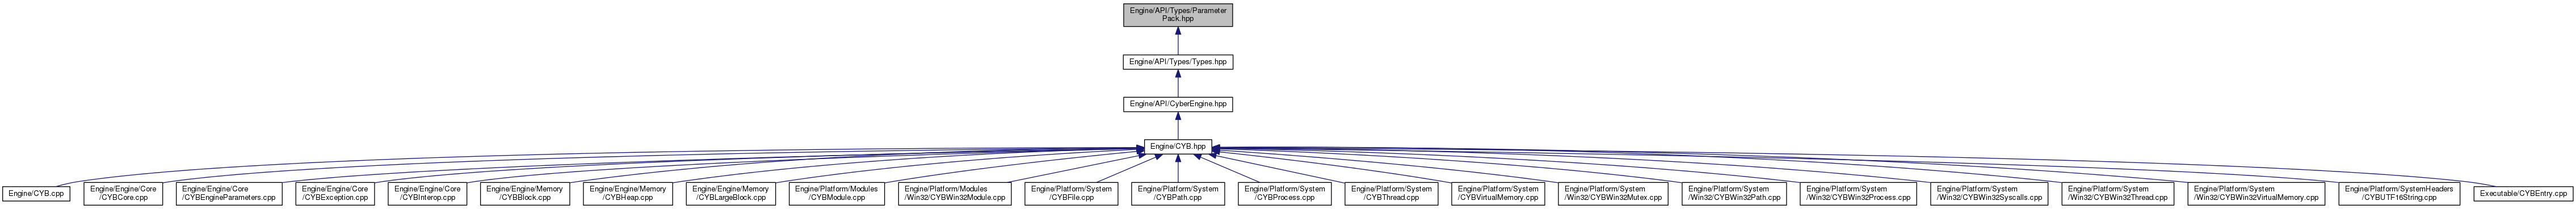 Engine/API/Types/Parameter
Pack.hpp
Engine/API/Types/Types.hpp
Engine/API/CyberEngine.hpp
Engine/CYB.hpp
Engine/CYB.cpp
Engine/Engine/Core
/CYBCore.cpp
Engine/Engine/Core
/CYBEngineParameters.cpp
Engine/Engine/Core
/CYBException.cpp
Engine/Engine/Core
/CYBInterop.cpp
Engine/Engine/Memory
/CYBBlock.cpp
Engine/Engine/Memory
/CYBHeap.cpp
Engine/Engine/Memory
/CYBLargeBlock.cpp
Engine/Platform/Modules
/CYBModule.cpp
Engine/Platform/Modules
/Win32/CYBWin32Module.cpp
Engine/Platform/System
/CYBFile.cpp
Engine/Platform/System
/CYBPath.cpp
Engine/Platform/System
/CYBProcess.cpp
Engine/Platform/System
/CYBThread.cpp
Engine/Platform/System
/CYBVirtualMemory.cpp
Engine/Platform/System
/Win32/CYBWin32Mutex.cpp
Engine/Platform/System
/Win32/CYBWin32Path.cpp
Engine/Platform/System
/Win32/CYBWin32Process.cpp
Engine/Platform/System
/Win32/CYBWin32Syscalls.cpp
Engine/Platform/System
/Win32/CYBWin32Thread.cpp
Engine/Platform/System
/Win32/CYBWin32VirtualMemory.cpp
Engine/Platform/SystemHeaders
/CYBUTF16String.cpp
Executable/CYBEntry.cpp